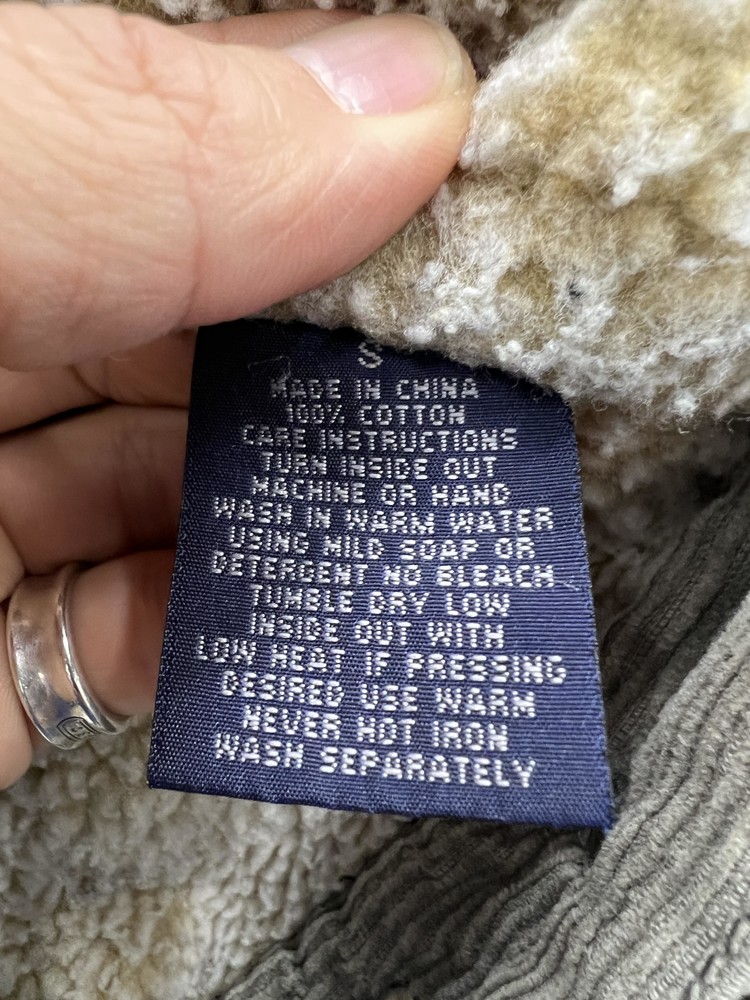 S
MADE IN CHINA
100% COTTON
CARE INSTRUCTIONS
TURN INSIDE OUT
MACHINE OR HAND
WASH IN WARM WATER
USING MILD SOAP OR
DETERGENT NO BLEACH
TUMBLE DRY LOW
INSIDE OUT WITH
LOW HEAT IF PRESSING
DESIRED USE WARM
NEVER HOT IRON
WASH SEPARATELY